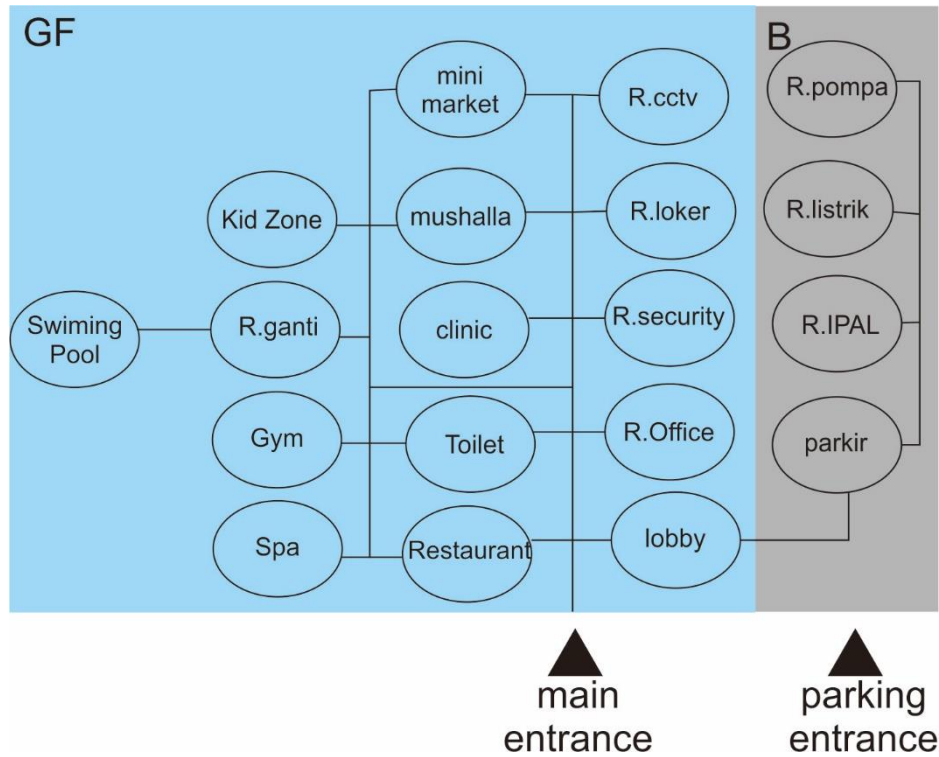 GF
B
mini
market
R.cctv
R.pompa
Kid Zone
mushalla
R.loker
R.listrik
Swiming
Pool
R.ganti
clinic
R.security
R.IPAL
Gym
Toilet
R.Office
parkir
Spa
Restaurant
lobby
main
entrance
parking
entrance